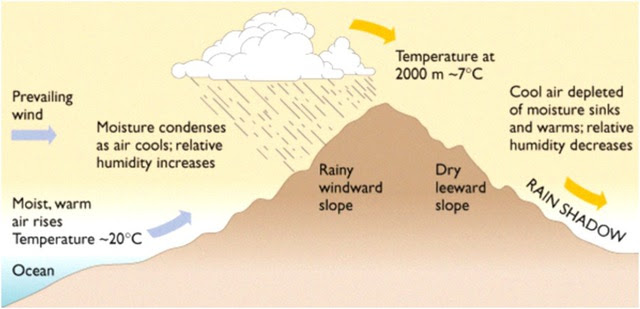 Prevailing
wind
Moisture condenses
as air cools; relative
humidity increases
Moist, warm
air rises
Temperature ~20°C
Ocean
Temperature at
2000 m ~7°C
Rainy
windward
slope
Dry
leeward
slope
Cool air depleted
of moisture sinks
and warms; relative
humidity decreases
RAIN SHADOW